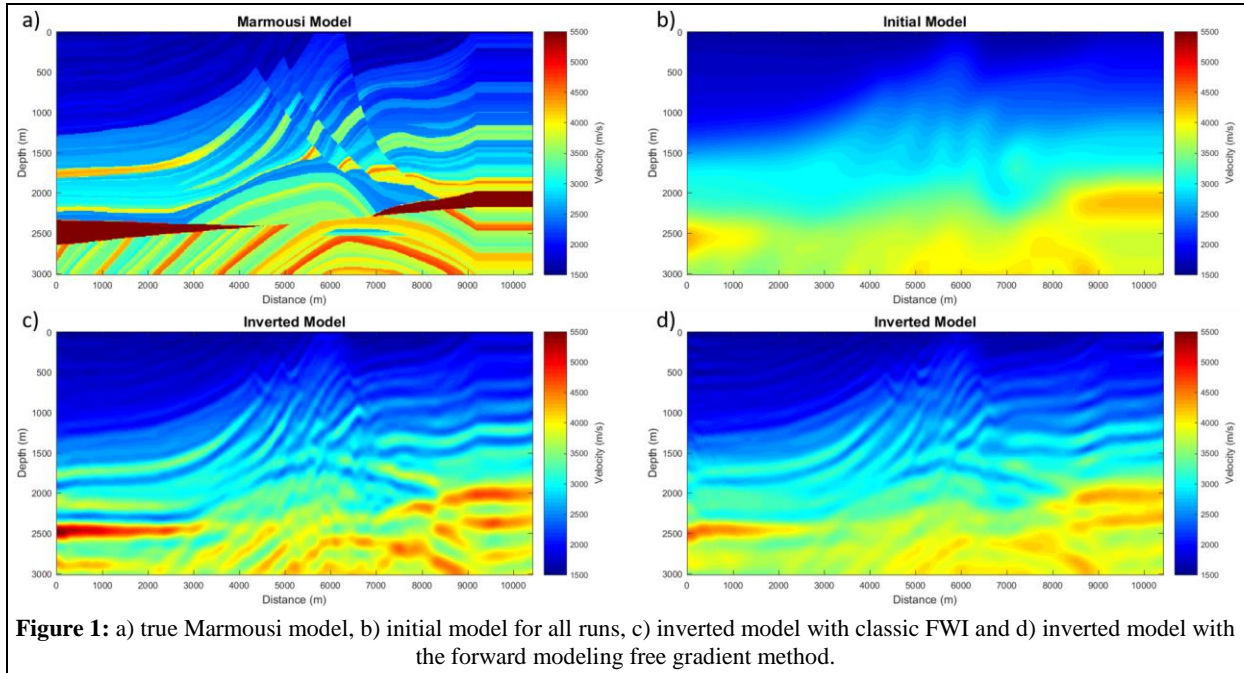 a)
Marmousi Model
0
500
1000
1500
2000
2500
3000
Depth (m)
0 1000 2000 3000 4000 5000 6000 7000 8000 9000 10000
Distance (m)
5500
5000
4500
4000
3500
3000
2500
2000
1500
Velocity (m/s)
b)
Initial Model
0
500
1000
1500
2000
2500
3000
Depth (m)
0 1000 2000 3000 4000 5000 6000 7000 8000 9000 10000
Distance (m)
5500
5000
4500
4000
3500
3000
2500
2000
1500
Velocity (m/s)
c)
Inverted Model
0
500
1000
1500
2000
2500
3000
Depth (m)
0 1000 2000 3000 4000 5000 6000 7000 8000 9000 10000
Distance (m)
5500
5000
4500
4000
3500
3000
2500
2000
1500
Velocity (m/s)
d)
Inverted Model
0
500
1000
1500
2000
2500
3000
Depth (m)
0 1000 2000 3000 4000 5000 6000 7000 8000 9000 10000
Distance (m)
5500
5000
4500
4000
3500
3000
2500
2000
1500
Velocity (m/s)
Figure 1: a) true Marmousi model, b) initial model for all runs, c) inverted model with classic FWI and d) inverted model with
the forward modeling free gradient method.